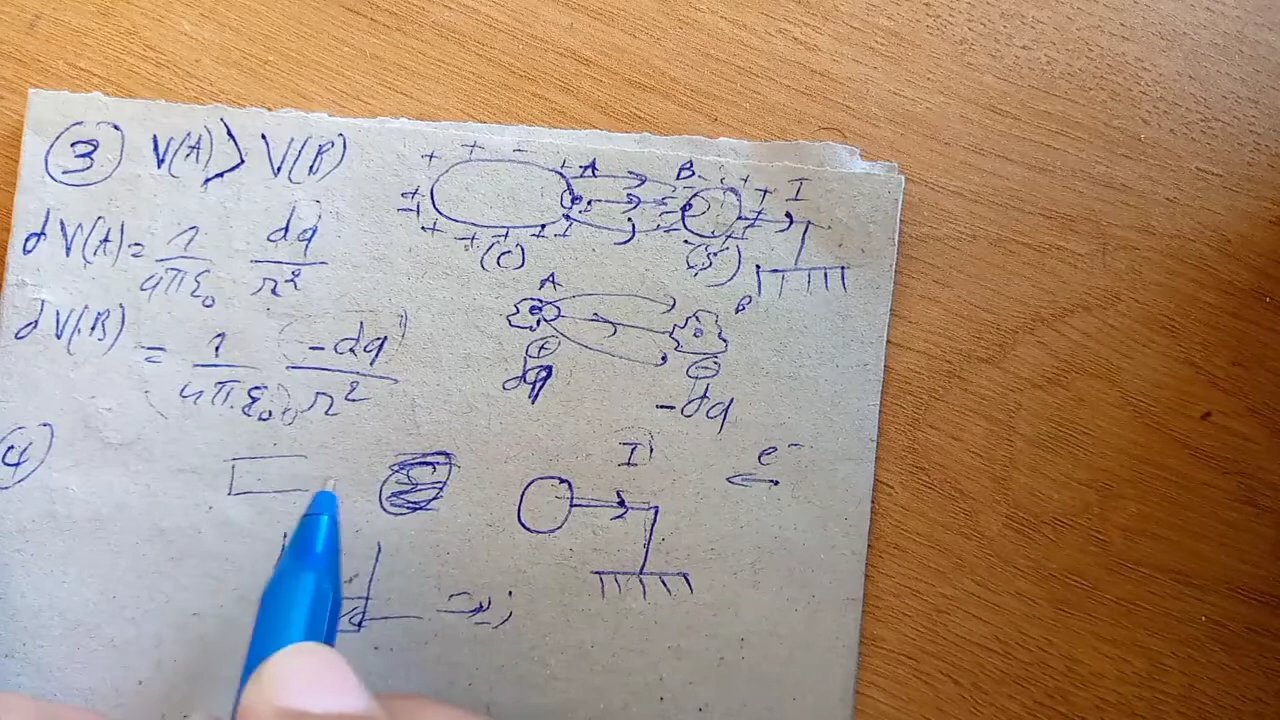 ③ V(A) > V(B)
+ + - + A B + + I
(C) (S)
dV(A) = 1/4πε₀ dq/r²
A B
dV(B) = 1/4πε₀ -dq/r²
+ dq
- -dq
④ I e⁻
j